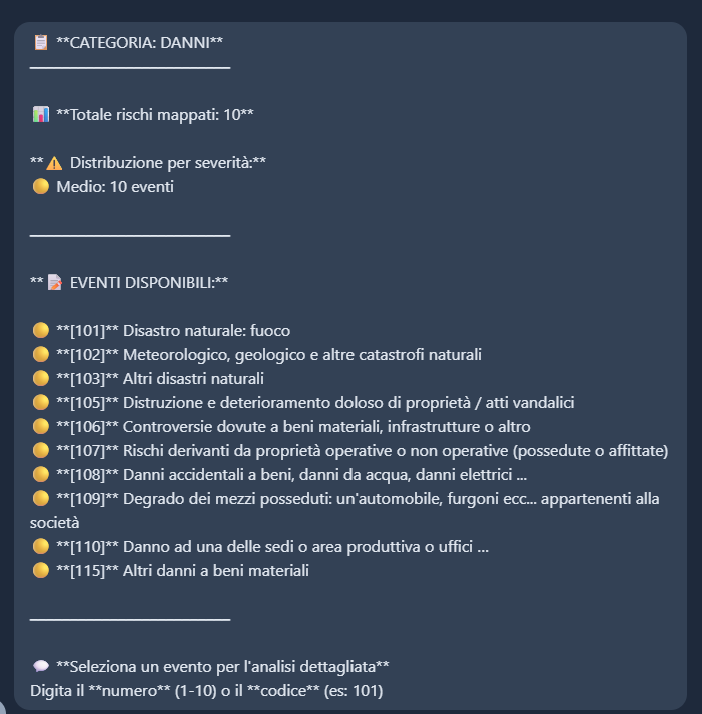 📋 **CATEGORIA: DANNI**
━━━━━━━━━━━━━━━━━━━━
📊 **Totale rischi mappati: 10**
**⚠️ Distribuzione per severità:**
🟡 Medio: 10 eventi
━━━━━━━━━━━━━━━━━━━━
**📝 EVENTI DISPONIBILI:**
🟡 **[101]** Disastro naturale: fuoco
🟡 **[102]** Meteorologico, geologico e altre catastrofi naturali
🟡 **[103]** Altri disastri naturali
🟡 **[105]** Distruzione e deterioramento doloso di proprietà / atti vandalici
🟡 **[106]** Controversie dovute a beni materiali, infrastrutture o altro
🟡 **[107]** Rischi derivanti da proprietà operative o non operative (possedute o affittate)
🟡 **[108]** Danni accidentali a beni, danni da acqua, danni elettrici ...
🟡 **[109]** Degrado dei mezzi posseduti: un'automobile, furgoni ecc... appartenenti alla
società
🟡 **[110]** Danno ad una delle sedi o area produttiva o uffici ...
🟡 **[115]** Altri danni a beni materiali
━━━━━━━━━━━━━━━━━━━━
💬 **Seleziona un evento per l'analisi dettagliata**
Digita il **numero** (1-10) o il **codice** (es: 101)